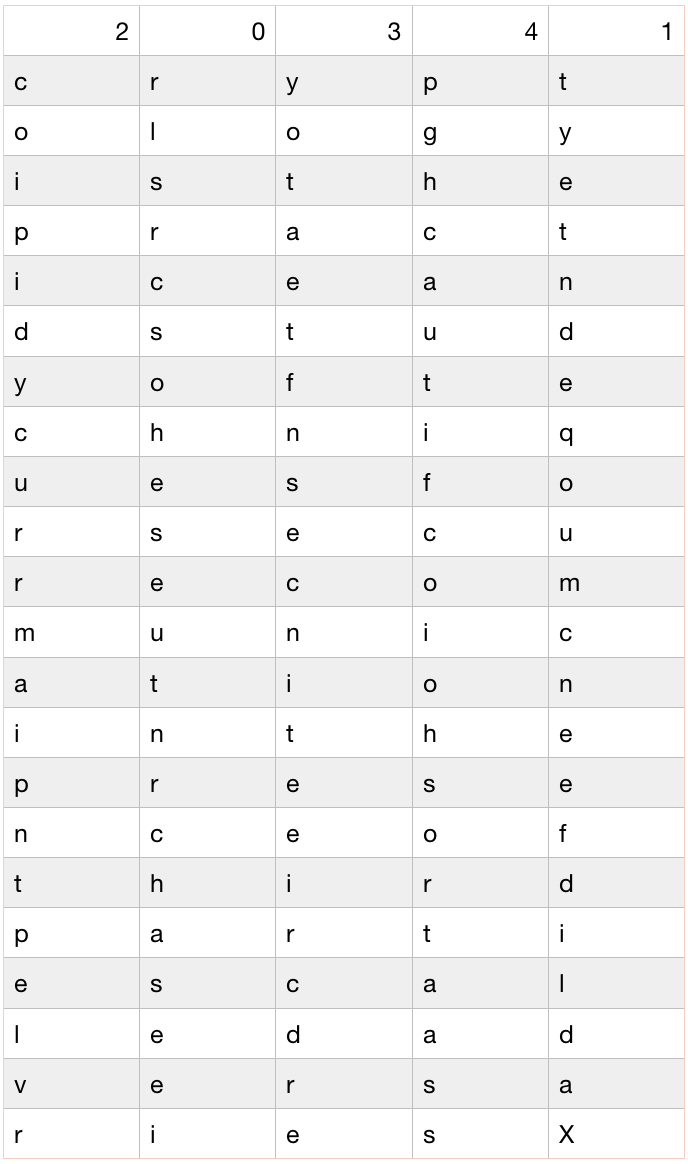 2 0 3 4 1
c r y p t
o l o g y
i s t h e
p r a c t
i c e a n
d s t u d
y o f t e
c h n i q
u e s f o
r s e c u
r e c o m
m u n i c
a t i o n
i n t h e
p r e s e
n c e o f
t h i r d
p a r t i
e s c a l
l e d a d
v e r s a
r i e s X